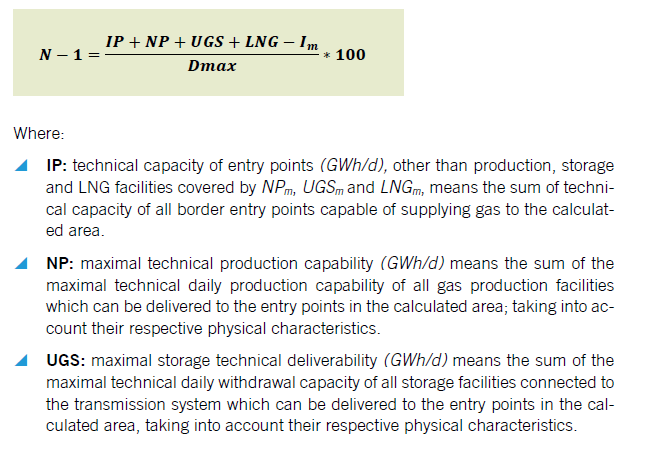 N − 1 = (IP + NP + UGS + LNG − Iₘ) / Dmax * 100
Where:
IP: technical capacity of entry points (GWh/d), other than production, storage
and LNG facilities covered by NPₘ, UGSₘ and LNGₘ, means the sum of techni-
cal capacity of all border entry points capable of supplying gas to the calculat-
ed area.
NP: maximal technical production capability (GWh/d) means the sum of the
maximal technical daily production capability of all gas production facilities
which can be delivered to the entry points in the calculated area; taking into ac-
count their respective physical characteristics.
UGS: maximal storage technical deliverability (GWh/d) means the sum of the
maximal technical daily withdrawal capacity of all storage facilities connected to
the transmission system which can be delivered to the entry points in the cal-
culated area, taking into account their respective physical characteristics.